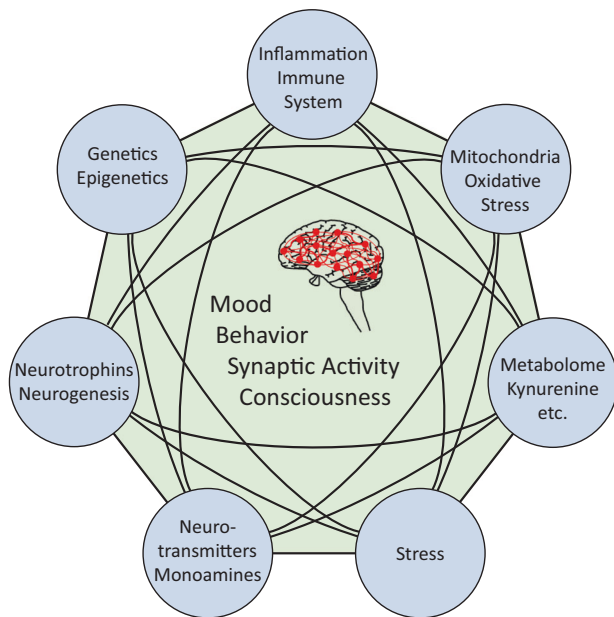 Inflammation
Immune
System
Genetics
Epigenetics
Mitochondria
Oxidative
Stress
Mood
Behavior
Synaptic Activity
Consciousness
Neurotrophins
Neurogenesis
Metabolome
Kynurenine
etc.
Neuro-
transmitters
Monoamines
Stress